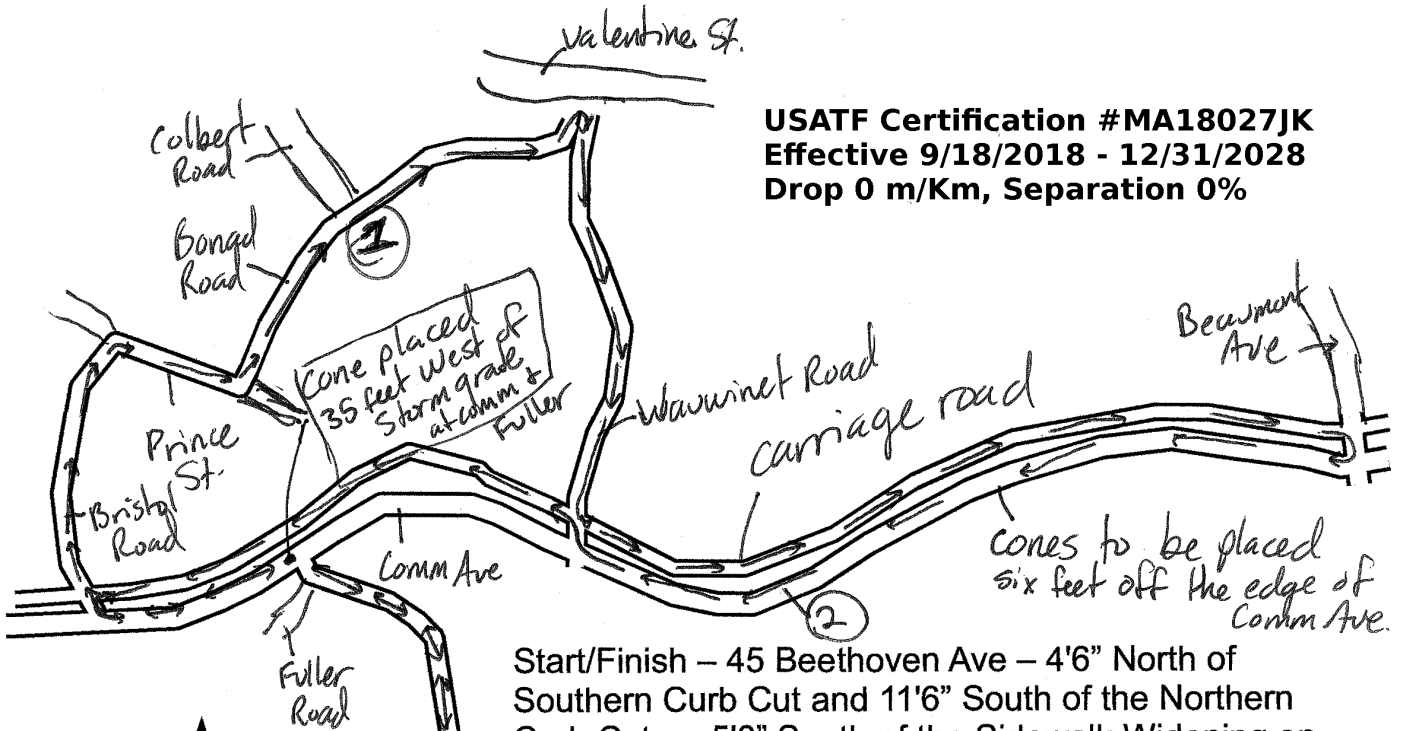 Valentine St.
USATF Certification #MA18027JK
Effective 9/18/2018 - 12/31/2028
Drop 0 m/Km, Separation 0%
Colbert
Road
Bonad
Road
1
Cone placed
35 feet West of
Storm grade
at comm &
Fuller
Beaumont
Ave
Wauwinet Road
carriage road
Prince
St.
Bristol
Road
Comm Ave
cones to be placed
six feet off the edge of
Comm Ave.
2
Fuller
Road
Start/Finish – 45 Beethoven Ave – 4'6” North of
Southern Curb Cut and 11'6” South of the Northern